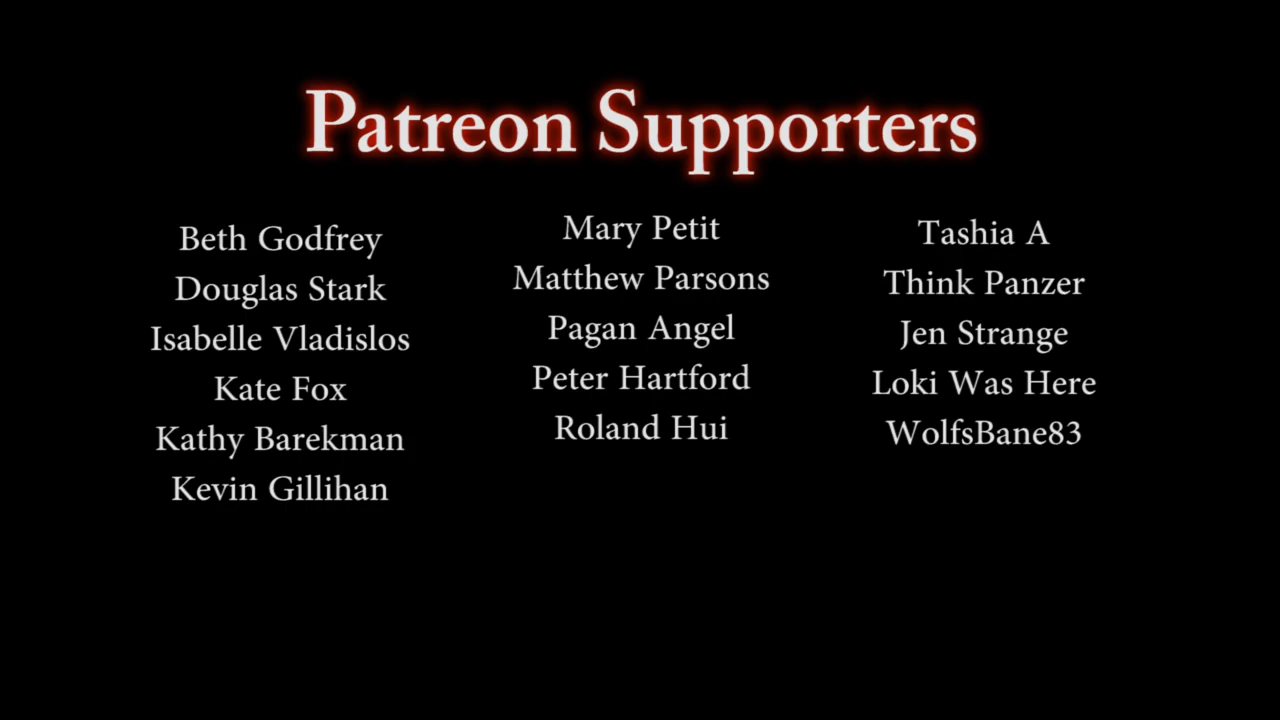 Patreon Supporters
Beth Godfrey
Douglas Stark
Isabelle Vladislos
Kate Fox
Kathy Barekman
Kevin Gillihan
Mary Petit
Matthew Parsons
Pagan Angel
Peter Hartford
Roland Hui
Tashia A
Think Panzer
Jen Strange
Loki Was Here
WolfsBane83